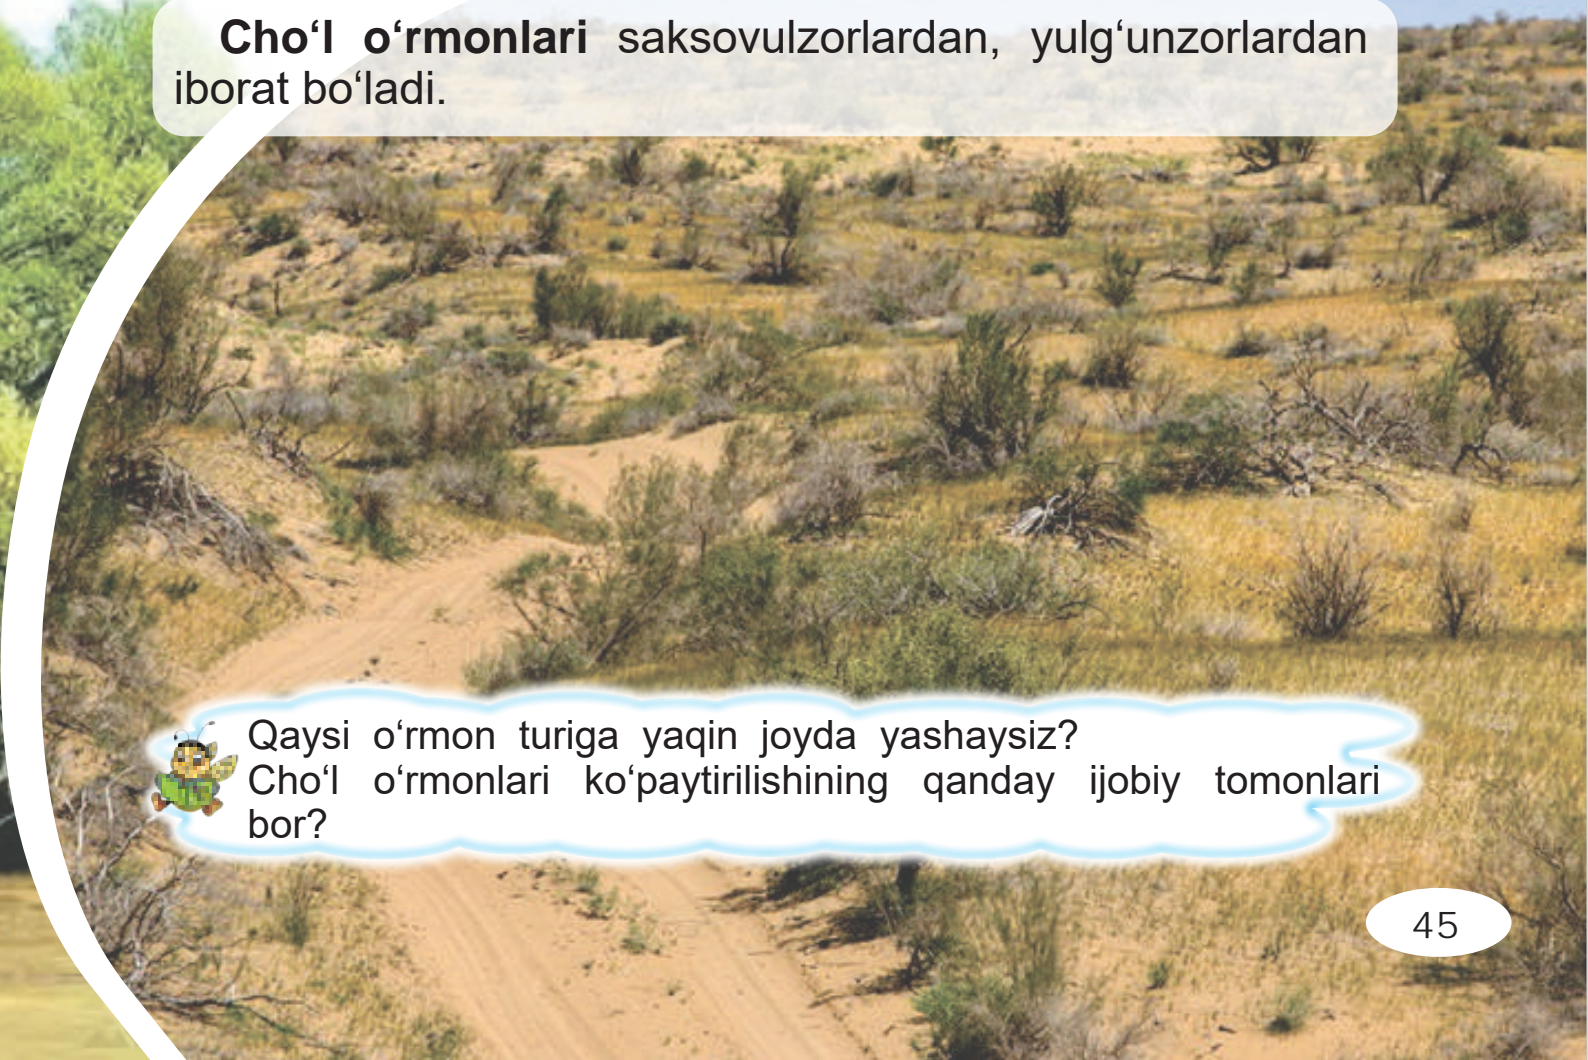 Cho‘l o‘rmonlari saksovulzorlardan, yulg‘unzorlardan
iborat bo‘ladi.
Qaysi o‘rmon turiga yaqin joyda yashaysiz?
Cho‘l o‘rmonlari ko‘paytirilishining qanday ijobiy tomonlari
bor?
45